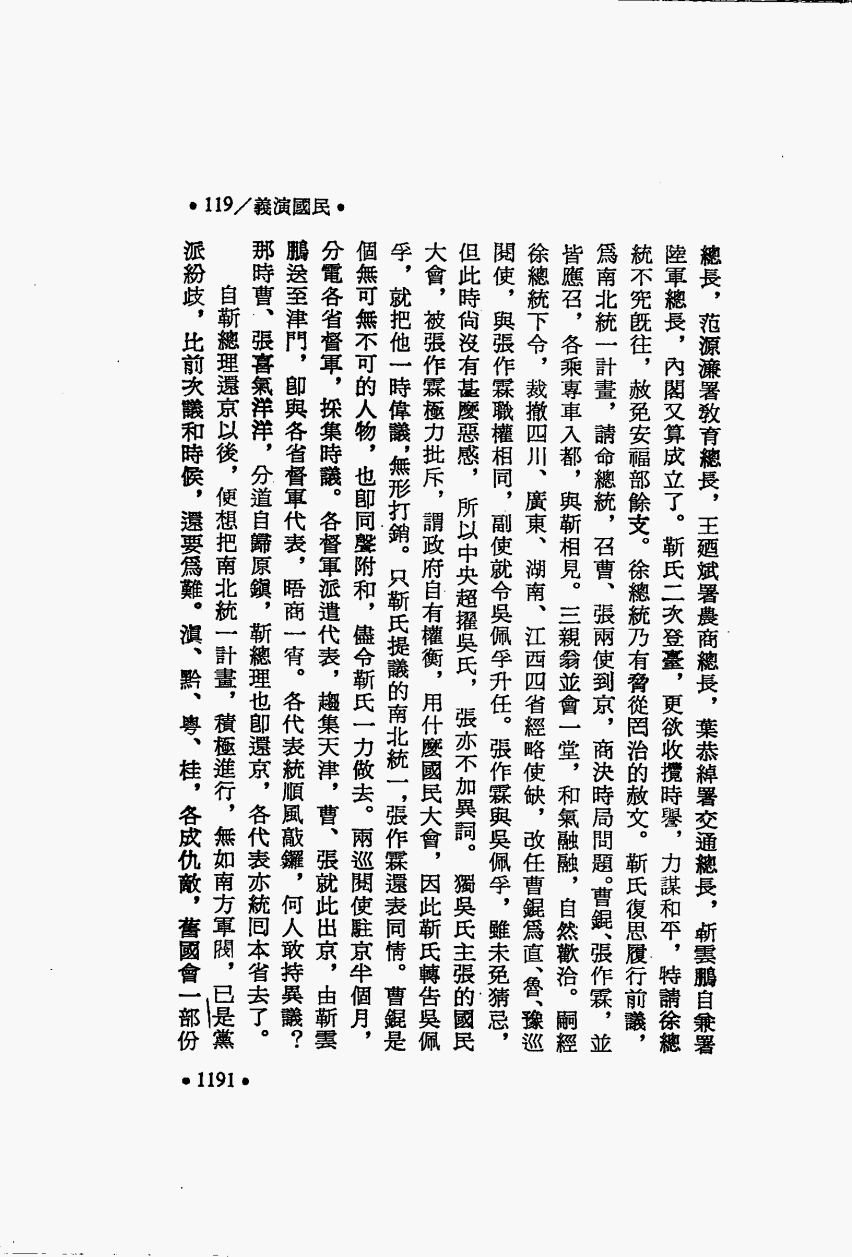 •119／義演國民•
總長，范源濂署敎育總長，王廼斌署農商總長，葉恭綽署交通總長，靳雲鵬自兼署
陸軍總長，內閣又算成立了。靳氏二次登臺，更欲收攬時譽，力謀和平，特請徐總
統不究旣往，赦免安福部餘支。徐總統乃有脅從罔治的赦文。靳氏復思履行前議，
爲南北統一計畫，請命總統，召曹、張兩使到京，商決時局問題。曹錕、張作霖，並
皆應召，各乘專車入都，與靳相見。三親翁並會一堂，和氣融融，自然歡洽。嗣經
徐總統下令，裁撤四川、廣東、湖南、江西四省經略使缺，改任曹錕爲直、魯、豫巡
閱使，與張作霖職權相同，副使就令吳佩孚升任。張作霖與吳佩孚，雖未免猜忌，
但此時尙沒有甚麼惡感，所以中央超擢吳氏，張亦不加異詞。獨吳氏主張的國民
大會，被張作霖極力批斥，謂政府自有權衡，用什麼國民大會，因此靳氏轉告吳佩
孚，就把他一時偉議，無形打銷。只靳氏提議的南北統一，張作霖還表同情。曹錕是
個無可無不可的人物，也卽同聲附和，儘令靳氏一力做去。兩巡閱使駐京半個月，
分電各省督軍，採集時議。各督軍派遣代表，趨集天津，曹、張就此出京，由靳雲
鵬送至津門，卽與各省督軍代表，晤商一宵。各代表統順風敲鑼，何人敢持異議？
那時曹、張喜氣洋洋，分道自歸原鎭，靳總理也卽還京，各代表亦統囘本省去了。
自靳總理還京以後，便想把南北統一計畫，積極進行，無如南方軍閥，已是黨
派紛歧，比前次議和時候，還要爲難。滇、黔、粵、桂，各成仇敵，舊國會一部份
•1191•